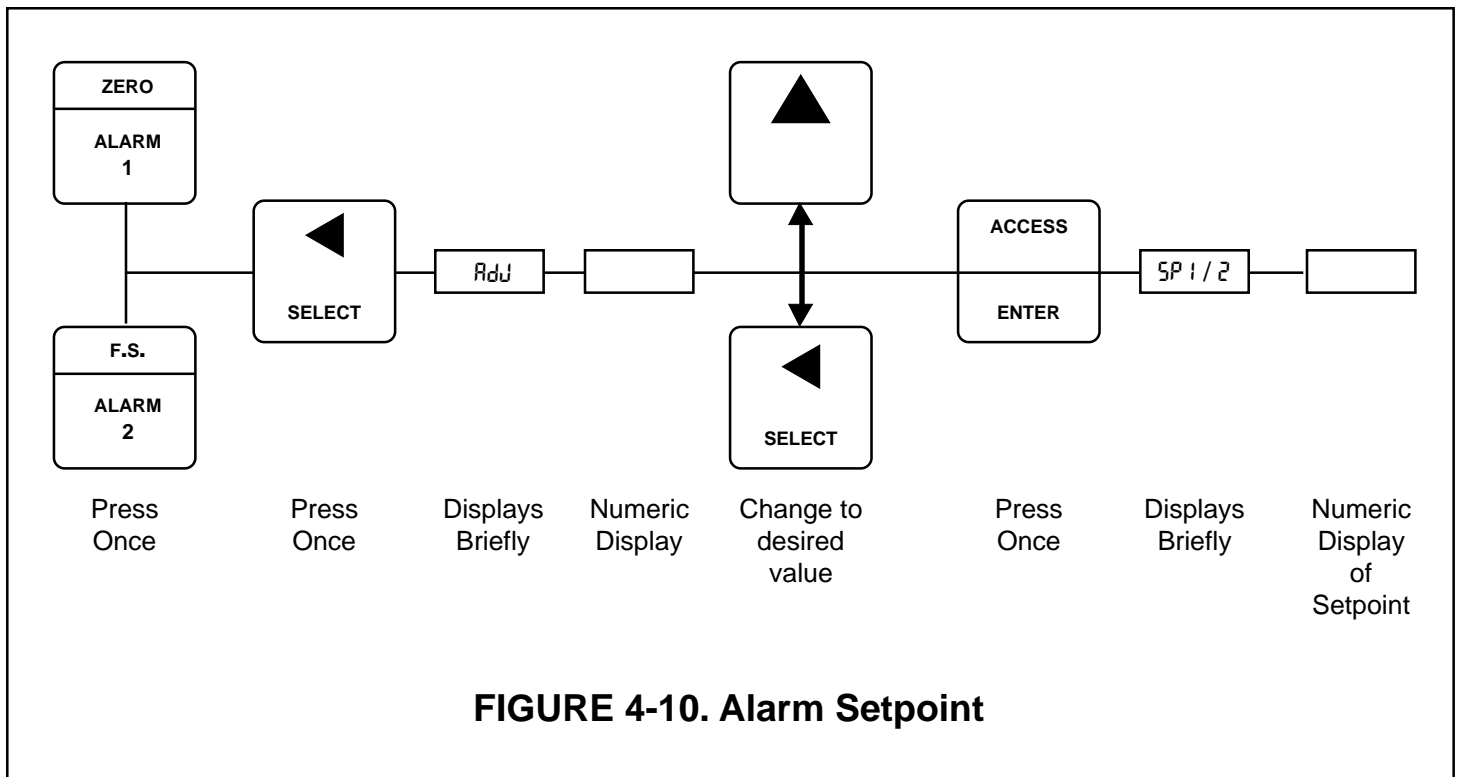 ZERO
ALARM
1
F.S.
ALARM
2
SELECT
AdJ
SELECT
ACCESS
ENTER
SP1/2
Press
Once
Press
Once
Displays
Briefly
Numeric
Display
Change to
desired
value
Press
Once
Displays
Briefly
Numeric
Display
of
Setpoint
FIGURE 4-10. Alarm Setpoint